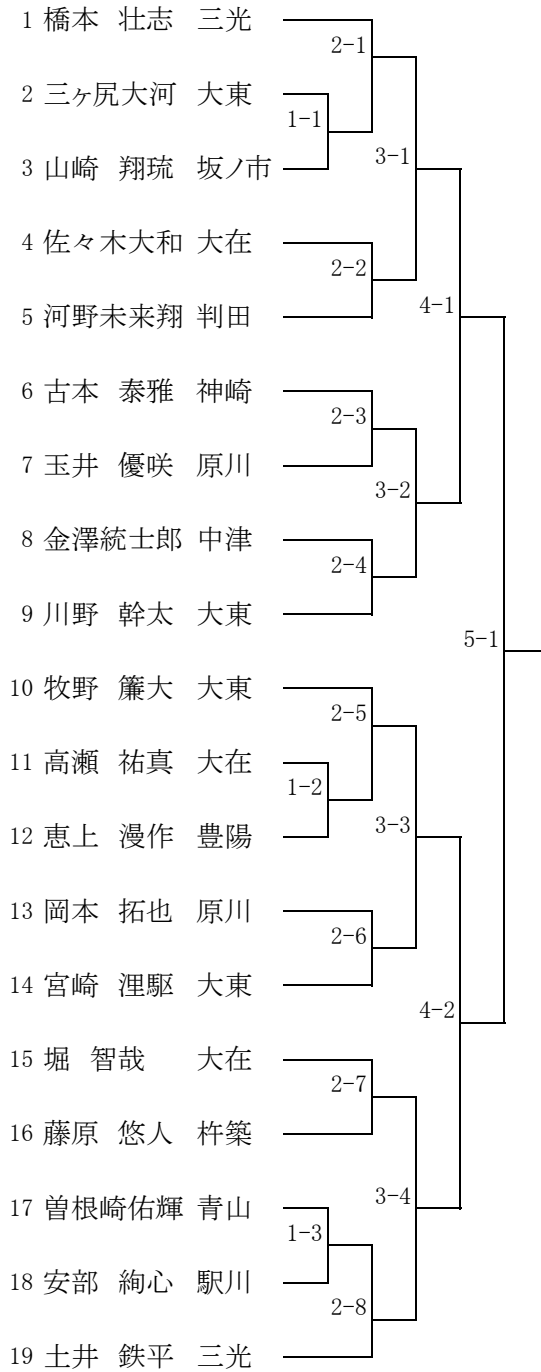 1 橋本 壮志 三光
2-1
2 三ヶ尻大河 大東
1-1
3 山崎 翔琉 坂ノ市
3-1
4 佐々木大和 大在
2-2
5 河野未来翔 判田
4-1
6 古本 泰雅 神崎
2-3
7 玉井 優咲 原川
3-2
8 金澤統士郎 中津
2-4
9 川野 幹太 大東
5-1
10 牧野 簾大 大東
2-5
11 高瀬 祐真 大在
1-2
12 恵上 漫作 豊陽
3-3
13 岡本 拓也 原川
2-6
14 宮崎 浬駆 大東
4-2
15 堀 智哉 大在
2-7
16 藤原 悠人 杵築
3-4
17 曽根崎佑輝 青山
1-3
18 安部 絢心 駅川
2-8
19 土井 鉄平 三光